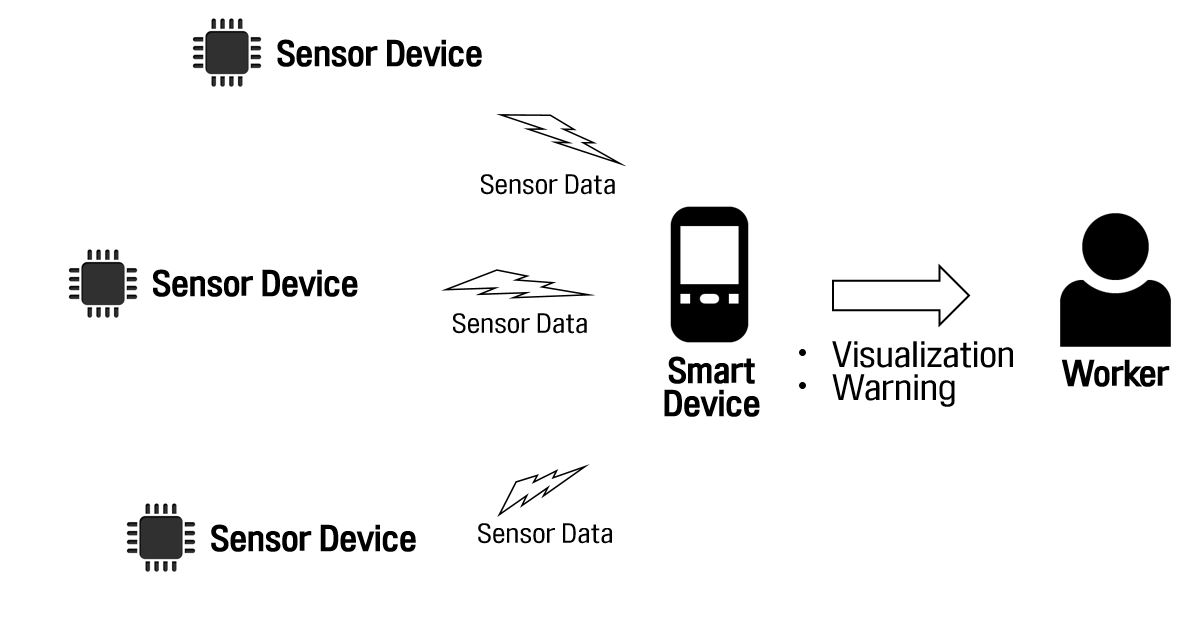 Sensor Device
Sensor Data
Sensor Device
Sensor Data
Smart
Device
• Visualization
• Warning
Worker
Sensor Device
Sensor Data